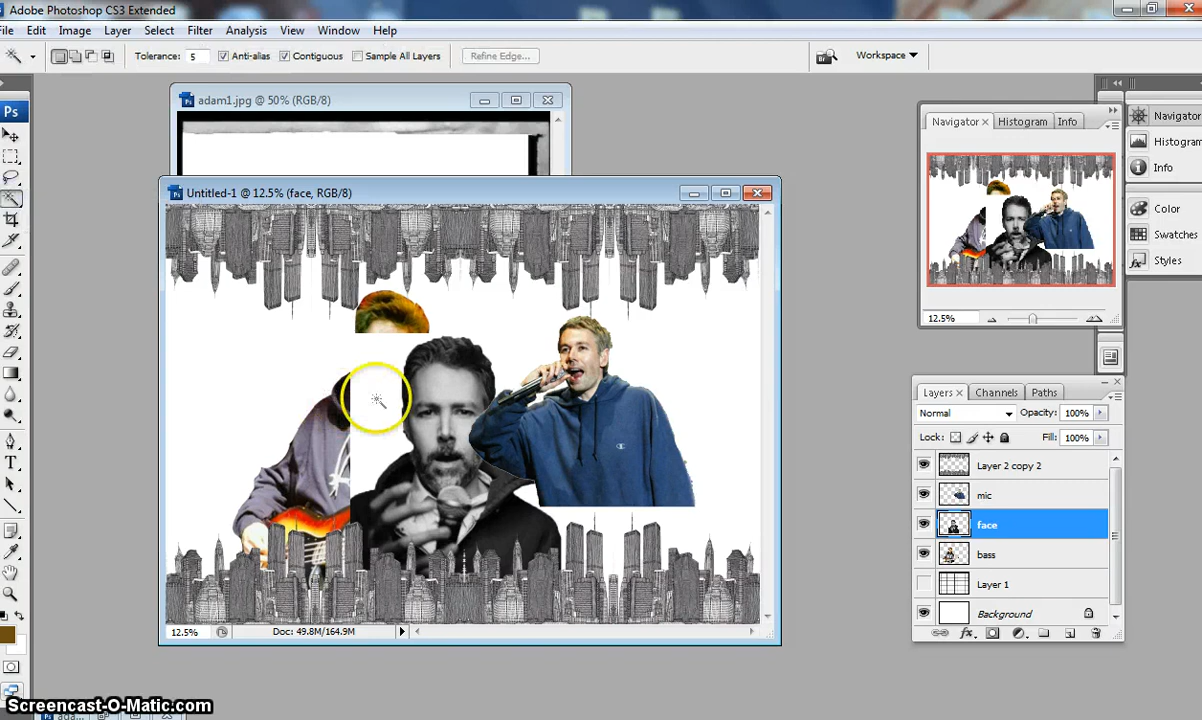 Adobe Photoshop CS3 Extended
File Edit Image Layer Select Filter Analysis View Window Help
Tolerance: 5 Anti-alias Contiguous Sample All Layers Refine Edge... Workspace
adam1.jpg @ 50% (RGB/8)
Untitled-1 @ 12.5% (face, RGB/8)
Ps
Navigator Histogram Info
12.5%
Navigator
Histogram
Info
Color
Swatches
Styles
Layers Channels Paths
Normal Opacity: 100%
Lock: Fill: 100%
Layer 2 copy 2
mic
face
bass
Layer 1
Background
12.5% Doc: 49.8M/164.9M
Screencast-O-Matic.com